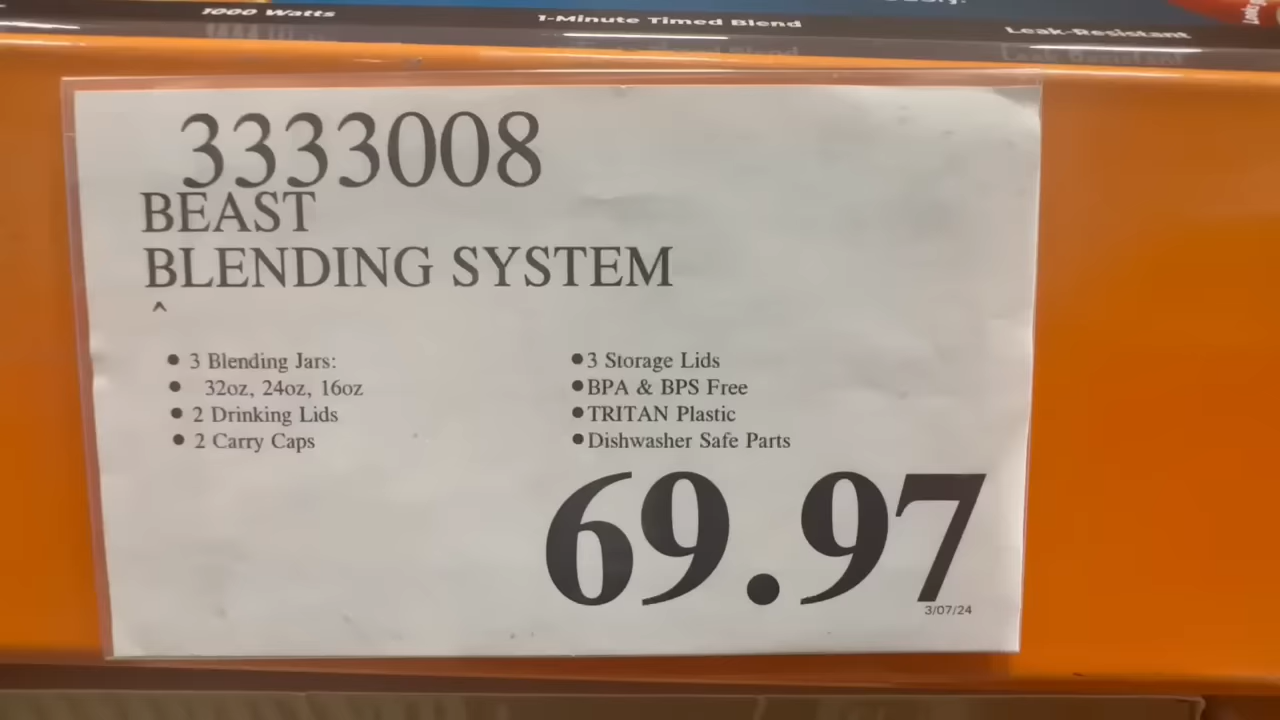 1000 Watts
1-Minute Timed Blend
Leak-Resistant
3333008
BEAST
BLENDING SYSTEM
^
• 3 Blending Jars:
• 32oz, 24oz, 16oz
• 2 Drinking Lids
• 2 Carry Caps
• 3 Storage Lids
• BPA & BPS Free
• TRITAN Plastic
• Dishwasher Safe Parts
69.97
3/07/24